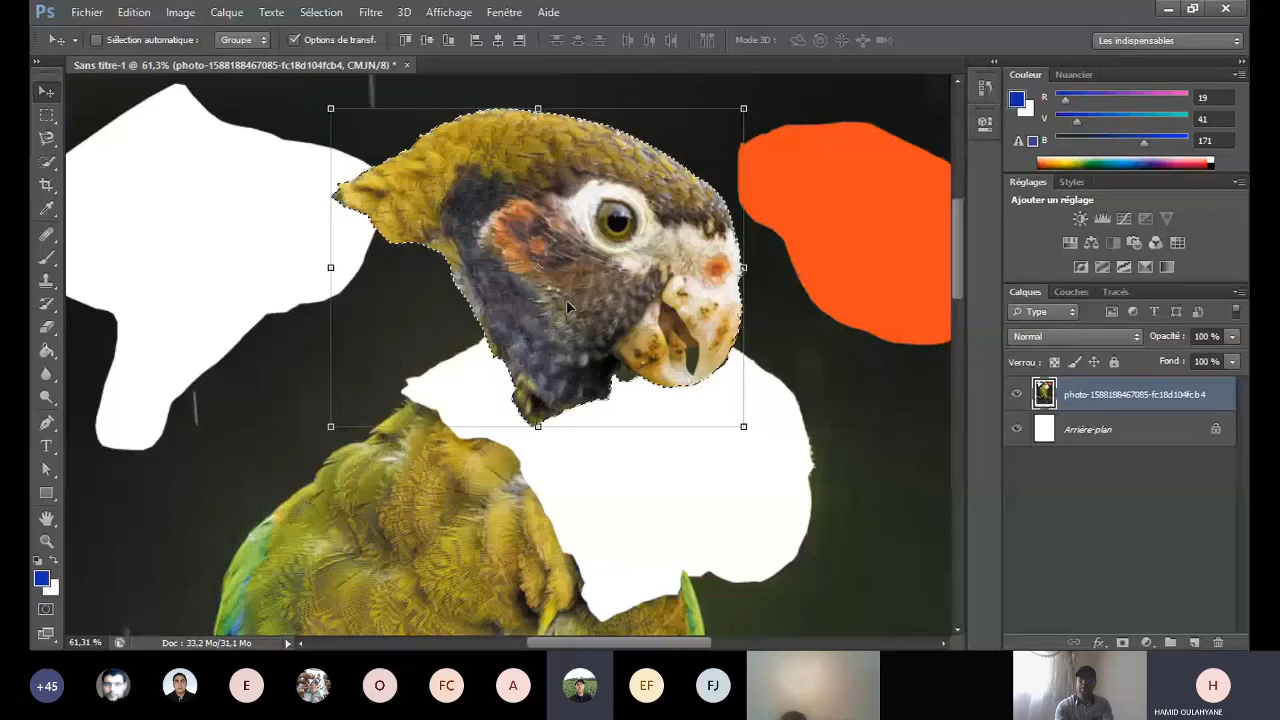 Ps Fichier Edition Image Calque Texte Sélection Filtre 3D Affichage Fenêtre Aide
Sélection automatique : Groupe Options de transf. Mode 3D : Les indispensables
Sans titre-1 @ 61,3% (photo-1588188467085-fc18d104fcb4, CMJN/8) * ×
Couleur Nuancier
R 19
V 41
B 171
Réglages Styles
Ajouter un réglage
Calques Couches Tracés
Type
Normal Opacité : 100 %
Verrou : Fond : 100 %
photo-1588188467085-fc18d104fcb4
Arrière-plan
61,31 % Doc : 33,2 Mo/31,1 Mo
+45 E O FC A EF FJ H
HAMID OULAHYANE